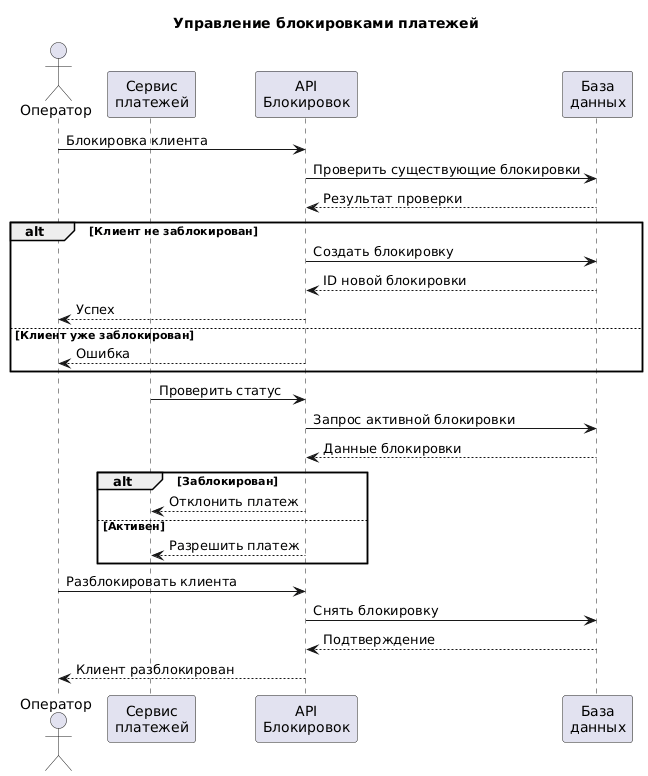 Управление блокировками платежей
Оператор
Сервис
платежей
API
Блокировок
База
данных
Блокировка клиента
Проверить существующие блокировки
Результат проверки
alt [Клиент не заблокирован]
Создать блокировку
ID новой блокировки
Успех
[Клиент уже заблокирован]
Ошибка
Проверить статус
Запрос активной блокировки
Данные блокировки
alt [Заблокирован]
Отклонить платеж
[Активен]
Разрешить платеж
Разблокировать клиента
Снять блокировку
Подтверждение
Клиент разблокирован
Оператор
Сервис
платежей
API
Блокировок
База
данных